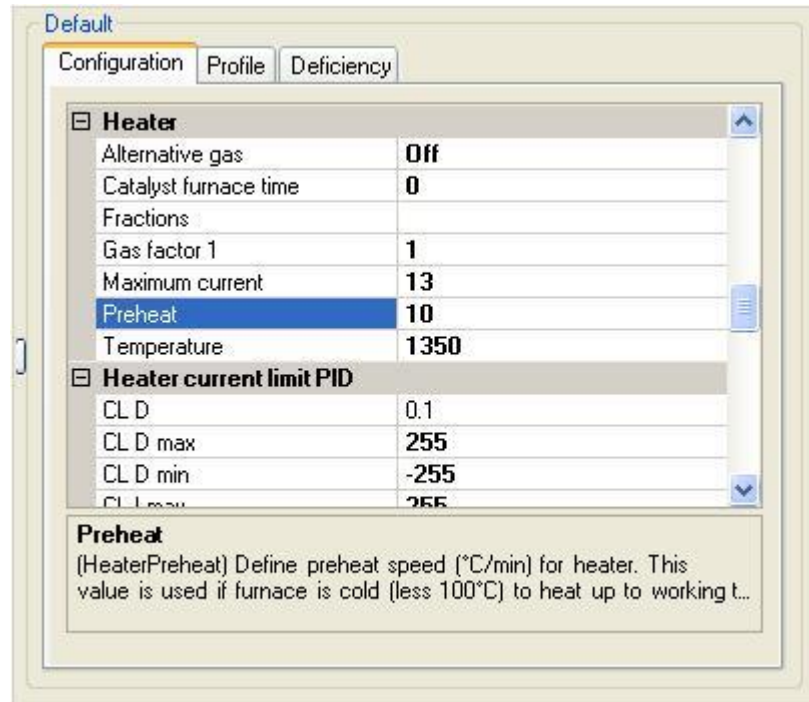 Default
Configuration Profile Deficiency
Heater
Alternative gas Off
Catalyst furnace time 0
Fractions
Gas factor 1 1
Maximum current 13
Preheat 10
Temperature 1350
Heater current limit PID
CL D 0.1
CL D max 255
CL D min -255
CL I max 255
Preheat
(HeaterPreheat) Define preheat speed (°C/min) for heater. This
value is used if furnace is cold (less 100°C) to heat up to working t...